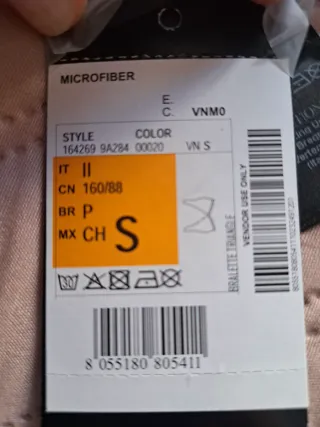 MICROFIBER
E.
C. VNM0
STYLE COLOR
164269 9A284 00020 VN S
IT II
CN 160/88
BR P
MX CH S
BRALETTE TRIANGLE
VENDOR USE ONLY
8 055180 805411